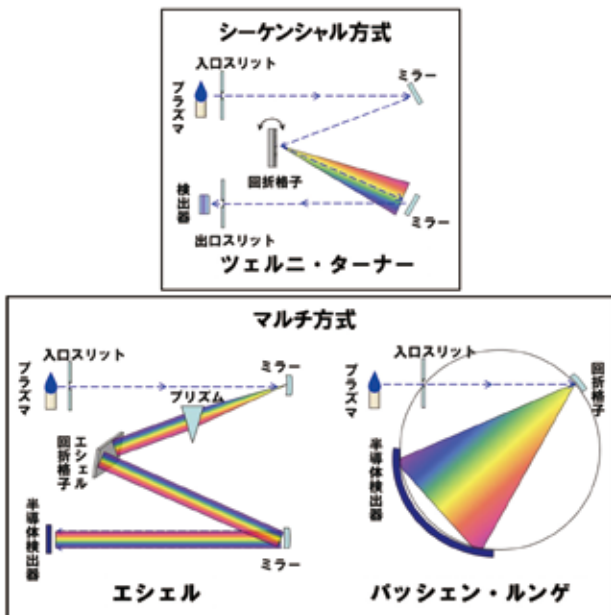 シーケンシャル方式
入口スリット
プラズマ
ミラー
回折格子
検出器
ミラー
出口スリット
ツェルニ・ターナー
マルチ方式
入口スリット
プラズマ
ミラー
プリズム
エシェル
回折格子
半導体検出器
ミラー
エシェル
入口スリット
プラズマ
回折格子
半導体検出器
パッシェン・ルンゲ